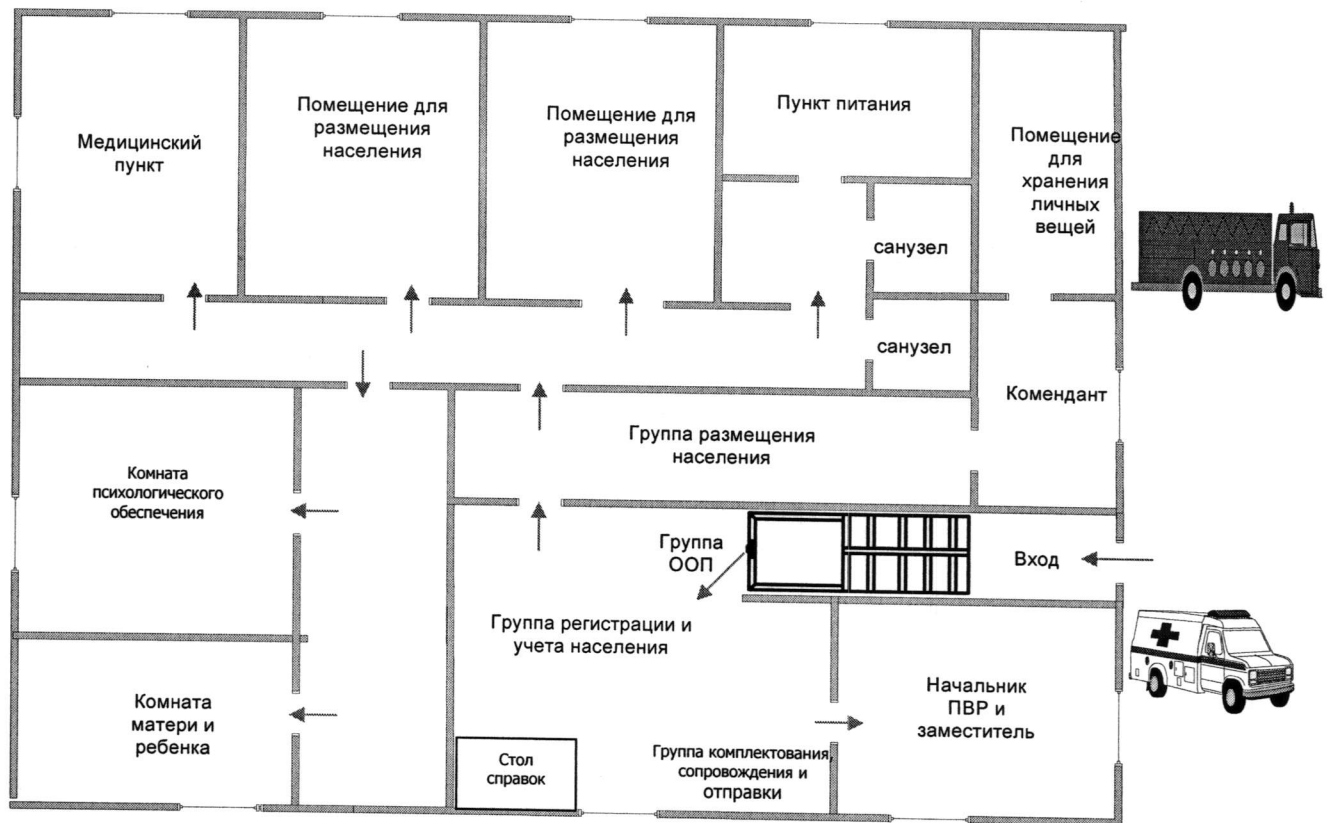 Медицинский
пункт
Помещение для
размещения
населения
Помещение для
размещения
населения
Пункт питания
Помещение
для
хранения
личных
вещей
санузел
санузел
Комендант
Группа размещения
населения
Комната
психологического
обеспечения
Группа
ООП
Вход
Группа регистрации и
учета населения
Комната
матери и
ребенка
Стол
справок
Группа комплектования,
сопровождения и
отправки
Начальник
ПВР и
заместитель